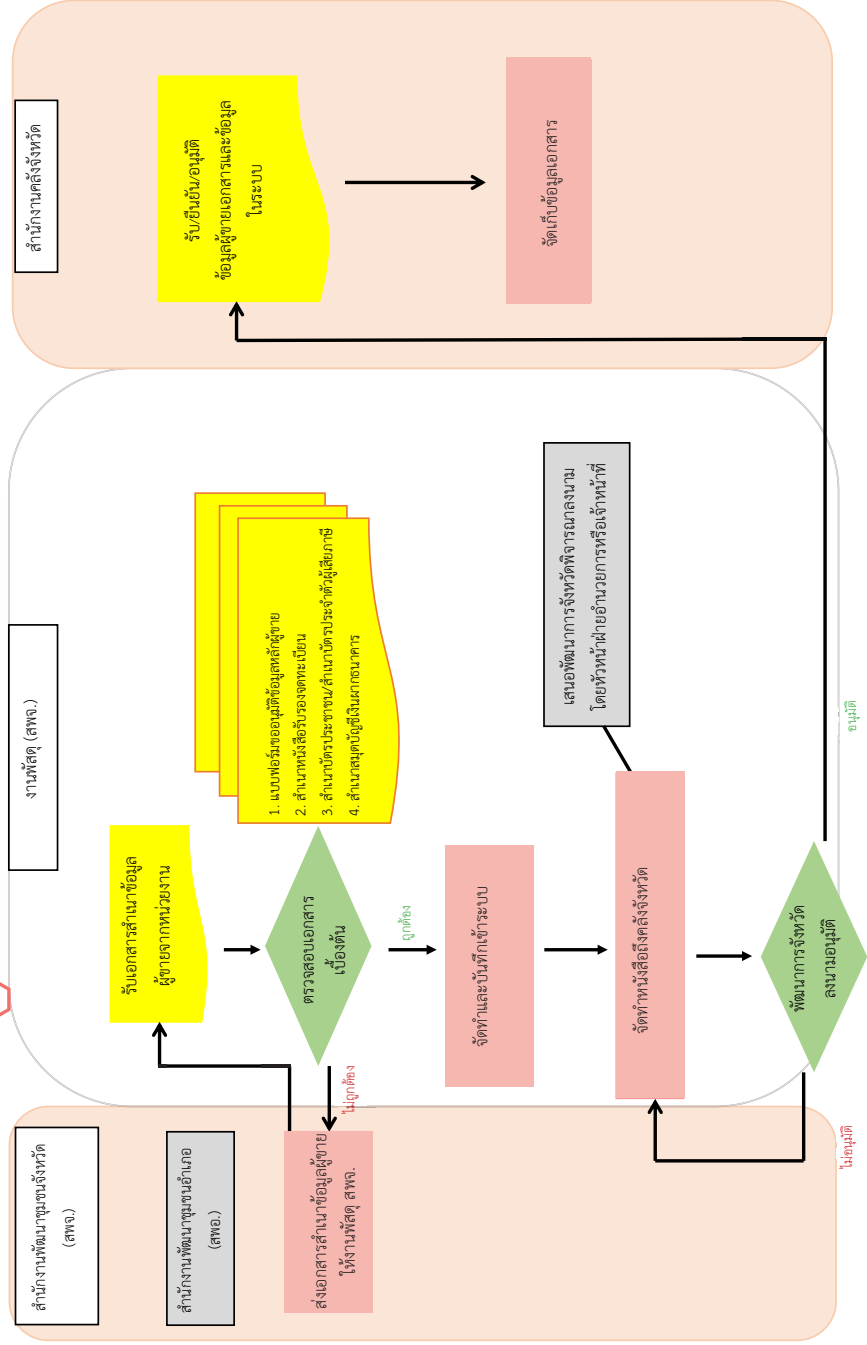 สำนักงานพัฒนาชุมชนจังหวัด
(สพจ.)
สำนักงานพัฒนาชุมชนอำเภอ
(สพอ.)
ส่งเอกสารสำเนาข้อมูลผู้ขาย
ให้งานพัสดุ สพจ.
งานพัสดุ (สพจ.)
รับเอกสารสำเนาข้อมูล
ผู้ขายจากหน่วยงาน
ตรวจสอบเอกสาร
เบื้องต้น
ไม่ถูกต้อง
ถูกต้อง
1. แบบฟอร์มขออนุมัติข้อมูลหลักผู้ขาย
2. สำเนาหนังสือรับรองจดทะเบียน
3. สำเนาบัตรประชาชน/สำเนาบัตรประจำตัวผู้เสียภาษี
4. สำเนาสมุดบัญชีเงินฝากธนาคาร
จัดทำและบันทึกเข้าระบบ
จัดทำหนังสือถึงคลังจังหวัด
เสนอพัฒนาการจังหวัดพิจารณาลงนาม
โดยหัวหน้าฝ่ายอำนวยการหรือเจ้าหน้าที่
พัฒนาการจังหวัด
ลงนามอนุมัติ
ไม่อนุมัติ
อนุมัติ
สำนักงานคลังจังหวัด
รับ/ยืนยัน/อนุมัติ
ข้อมูลผู้ขายเอกสารและข้อมูล
ในระบบ
จัดเก็บข้อมูลเอกสาร